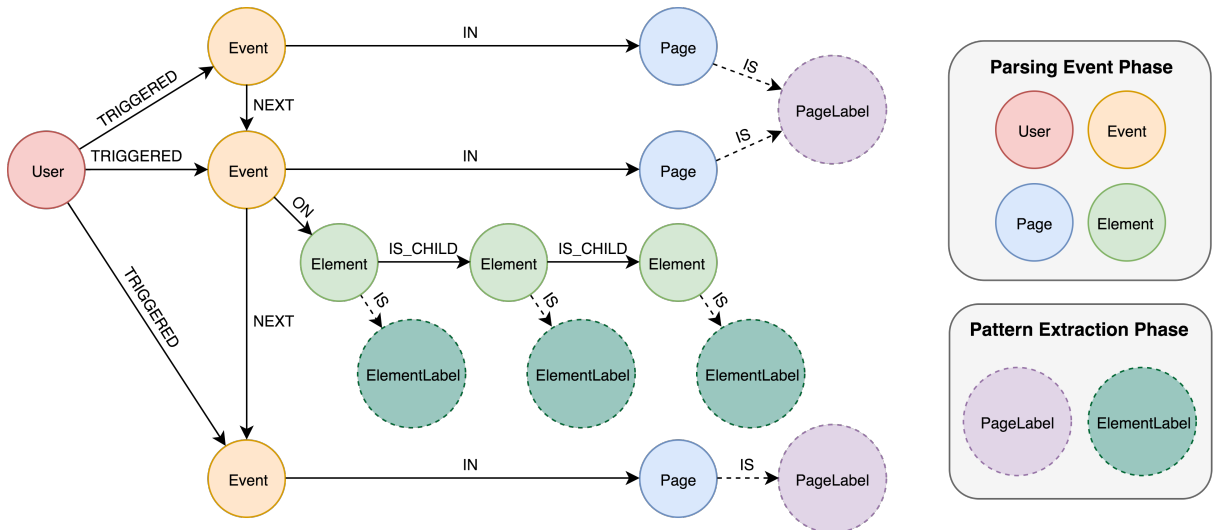 Event
IN
Page
IS
PageLabel
TRIGGERED
NEXT
User
TRIGGERED
Event
IN
Page
IS
ON
Element
IS_CHILD
Element
IS_CHILD
Element
IS
IS
IS
ElementLabel
ElementLabel
ElementLabel
TRIGGERED
NEXT
Event
IN
Page
IS
PageLabel
Parsing Event Phase
User
Event
Page
Element
Pattern Extraction Phase
PageLabel
ElementLabel